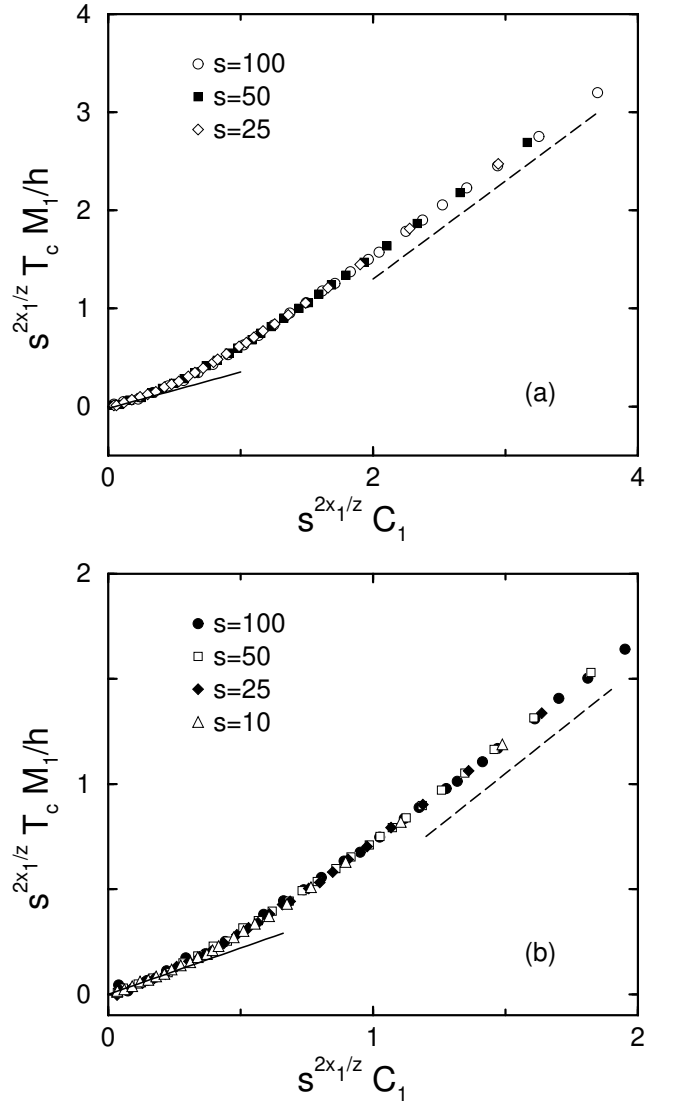 4
3
2
1
0
s=100
s=50
s=25
s^{2x_1/z} T_c M_1/h
(a)
0 2 4
s^{2x_1/z} C_1
2
1
0
s=100
s=50
s=25
s=10
s^{2x_1/z} T_c M_1/h
(b)
0 1 2
s^{2x_1/z} C_1